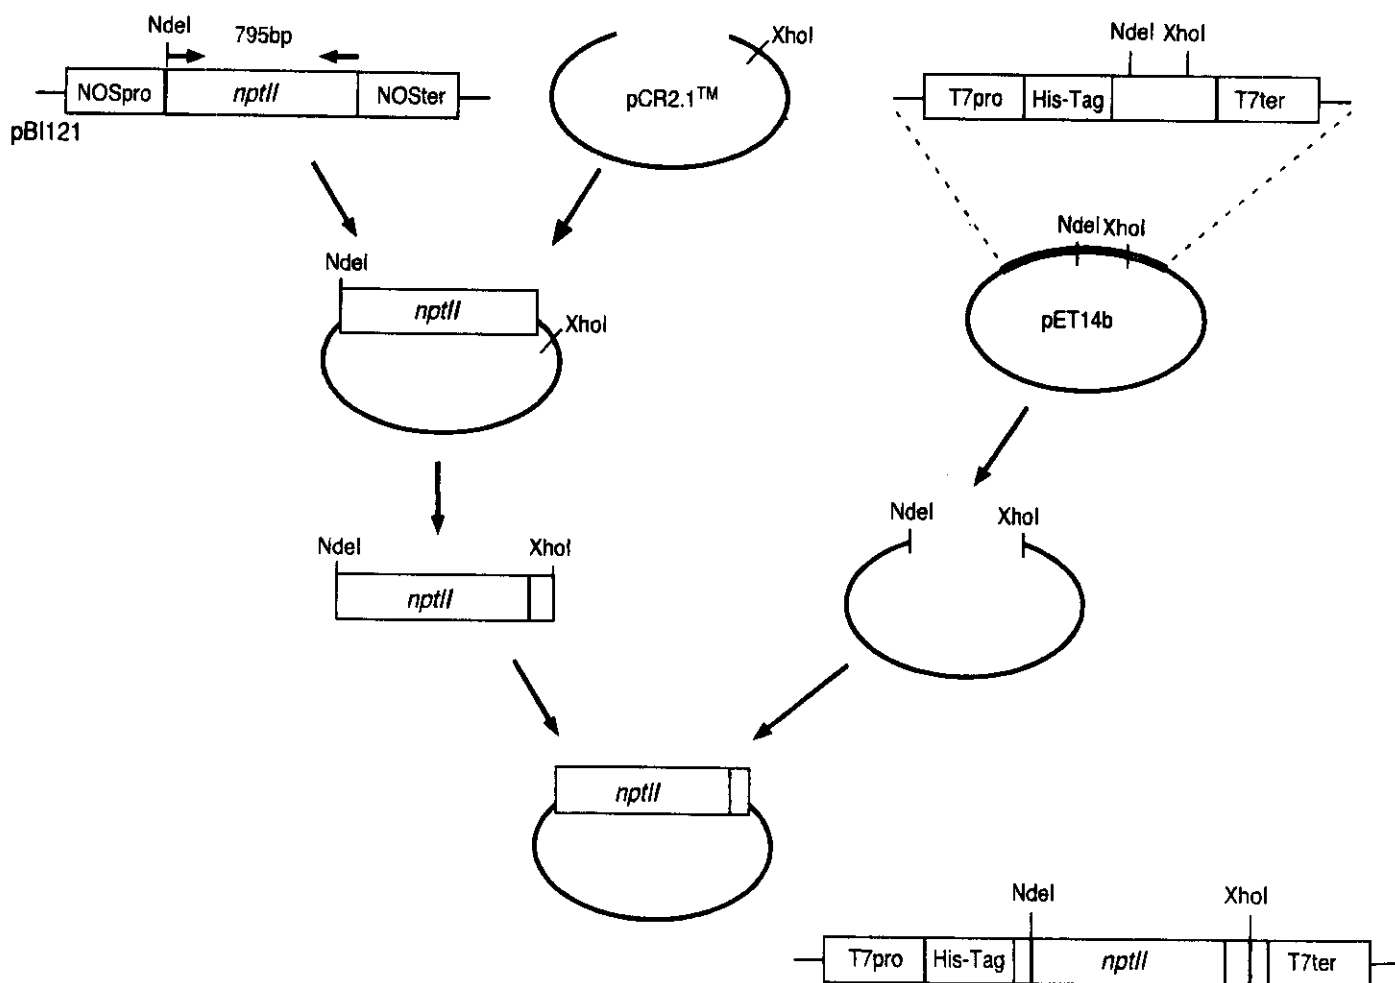 NdeI
795bp
NOSpro
nptII
NOSter
pBI121
XhoI
pCR2.1™
NdeI XhoI
T7pro
His-Tag
T7ter
NdeI XhoI
pET14b
NdeI
nptII
XhoI
NdeI
XhoI
nptII
NdeI
XhoI
nptII
NdeI
XhoI
T7pro
His-Tag
nptII
T7ter